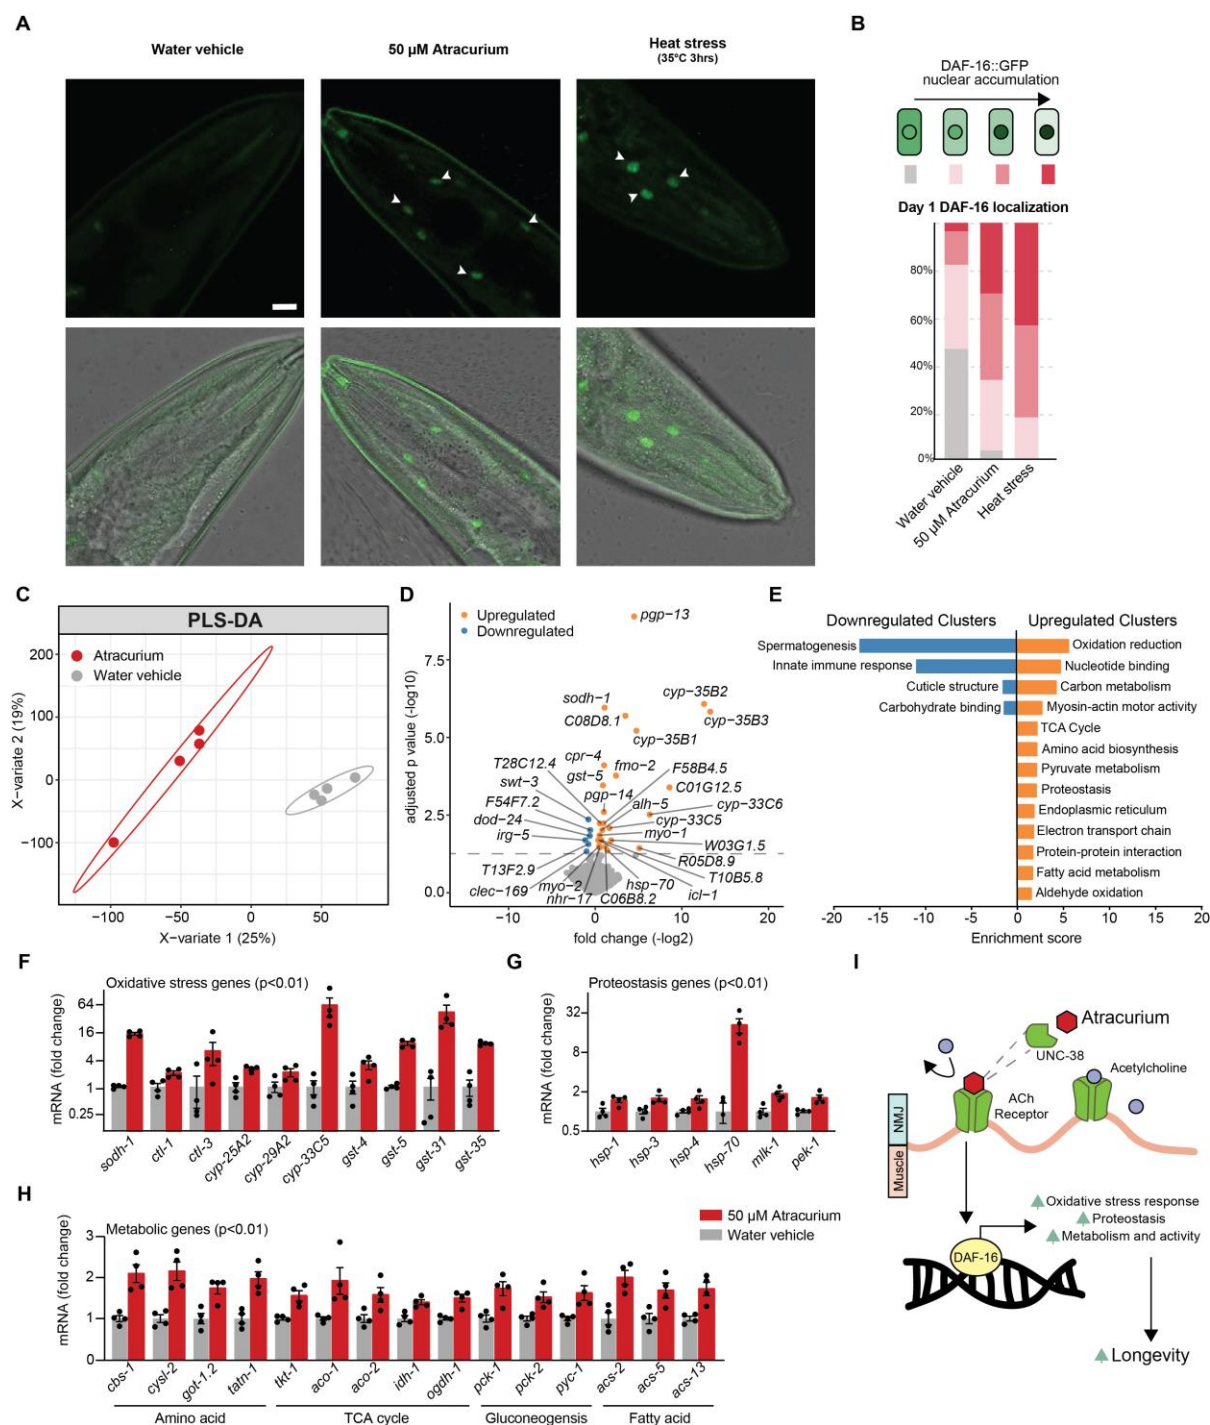 A
Water vehicle
50 µM Atracurium
Heat stress
(35ºC 3hrs)
B
DAF-16::GFP
nuclear accumulation
Day 1 DAF-16 localization
80%
60%
40%
20%
0%
Water vehicle
50 µM Atracurium
Heat stress
C
PLS-DA
Atracurium
Water vehicle
200
100
0
−100
−100
−50
0
50
X−variate 1 (25%)
X−variate 2 (19%)
D
Upregulated
Downregulated
pgp−13
7.5
5.0
2.5
0.0
adjusted p value (-log10)
sodh−1
cyp−35B2
C08D8.1
cyp−35B3
cyp−35B1
cpr−4
T28C12.4
fmo−2
F58B4.5
gst−5
swt−3
C01G12.5
pgp−14
alh−5
F54F7.2
cyp−33C6
dod−24
cyp−33C5
irg−5
myo−1
W03G1.5
R05D8.9
T13F2.9
T10B5.8
clec−169
myo−2
hsp−70
nhr−17
C06B8.2
icl−1
−10
0
10
20
fold change (-log2)
E
Downregulated Clusters
Upregulated Clusters
Spermatogenesis
Oxidation reduction
Innate immune response
Nucleotide binding
Cuticle structure
Carbon metabolism
Carbohydrate binding
Myosin-actin motor activity
TCA Cycle
Amino acid biosynthesis
Pyruvate metabolism
Proteostasis
Endoplasmic reticulum
Electron transport chain
Protein-protein interaction
Fatty acid metabolism
Aldehyde oxidation
-20
-15
-10
-5
0
5
10
15
20
Enrichment score
F
Oxidative stress genes (p<0.01)
64
16
4
1
0.25
mRNA (fold change)
sodh-1
ctl-1
ctl-3
cyp-25A2
cyp-29A2
cyp-33C5
gst-4
gst-5
gst-31
gst-35
G
Proteostasis genes (p<0.01)
32
8
2
0.5
mRNA (fold change)
hsp-1
hsp-3
hsp-4
hsp-70
mlk-1
pek-1
H
Metabolic genes (p<0.01)
50 µM Atracurium
Water vehicle
3
2
1
0
mRNA (fold change)
cbs-1
cysl-2
got-1.2
tatn-1
tkt-1
aco-1
aco-2
idh-1
ogdh-1
pck-1
pck-2
pyc-1
acs-2
acs-5
acs-13
Amino acid
TCA cycle
Gluconeogensis
Fatty acid
I
Atracurium
UNC-38
Acetylcholine
ACh
Receptor
NMJ
Muscle
Oxidative stress response
Proteostasis
Metabolism and activity
DAF-16
Longevity